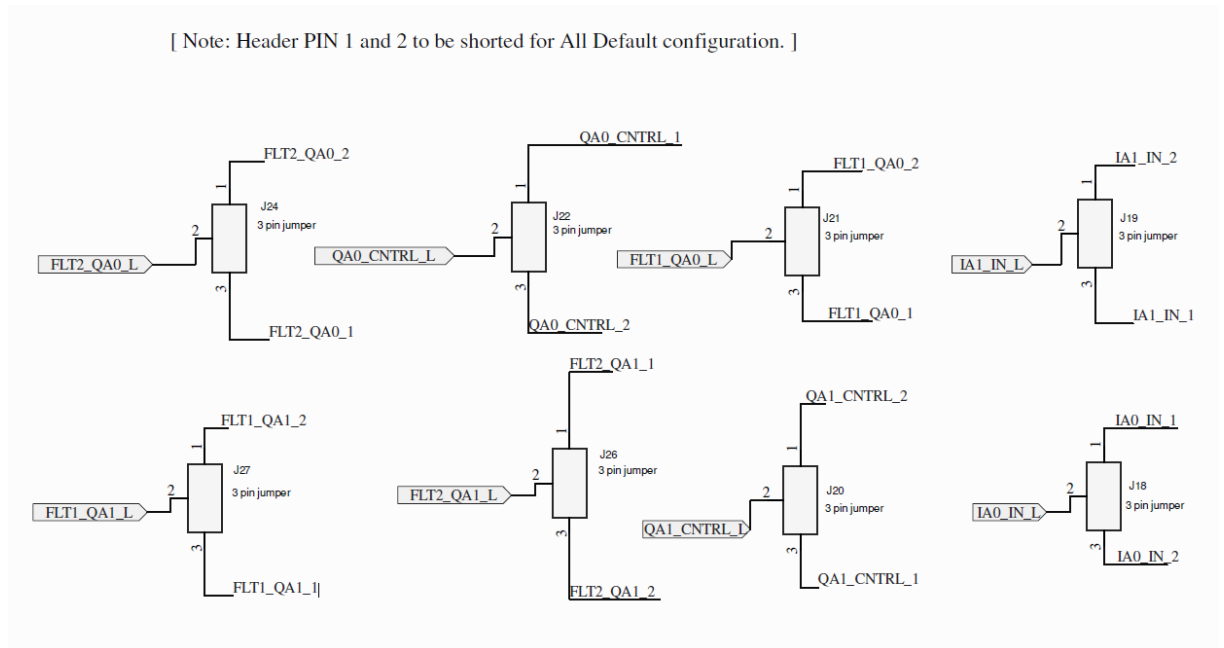 [ Note: Header PIN 1 and 2 to be shorted for All Default configuration. ]
FLT2_QA0_2
1
J24
3 pin jumper
2
FLT2_QA0_L
3
FLT2_QA0_1
QA0_CNTRL_1
1
J22
3 pin jumper
2
QA0_CNTRL_L
3
QA0_CNTRL_2
FLT1_QA0_2
1
J21
3 pin jumper
2
FLT1_QA0_L
3
FLT1_QA0_1
IA1_IN_2
1
J19
3 pin jumper
2
IA1_IN_L
3
IA1_IN_1
FLT1_QA1_2
1
J27
3 pin jumper
2
FLT1_QA1_L
3
FLT1_QA1_1
FLT2_QA1_1
1
J26
3 pin jumper
2
FLT2_QA1_L
3
FLT2_QA1_2
QA1_CNTRL_2
1
J20
3 pin jumper
2
QA1_CNTRL_L
3
QA1_CNTRL_1
IA0_IN_1
1
J18
3 pin jumper
2
IA0_IN_L
3
IA0_IN_2